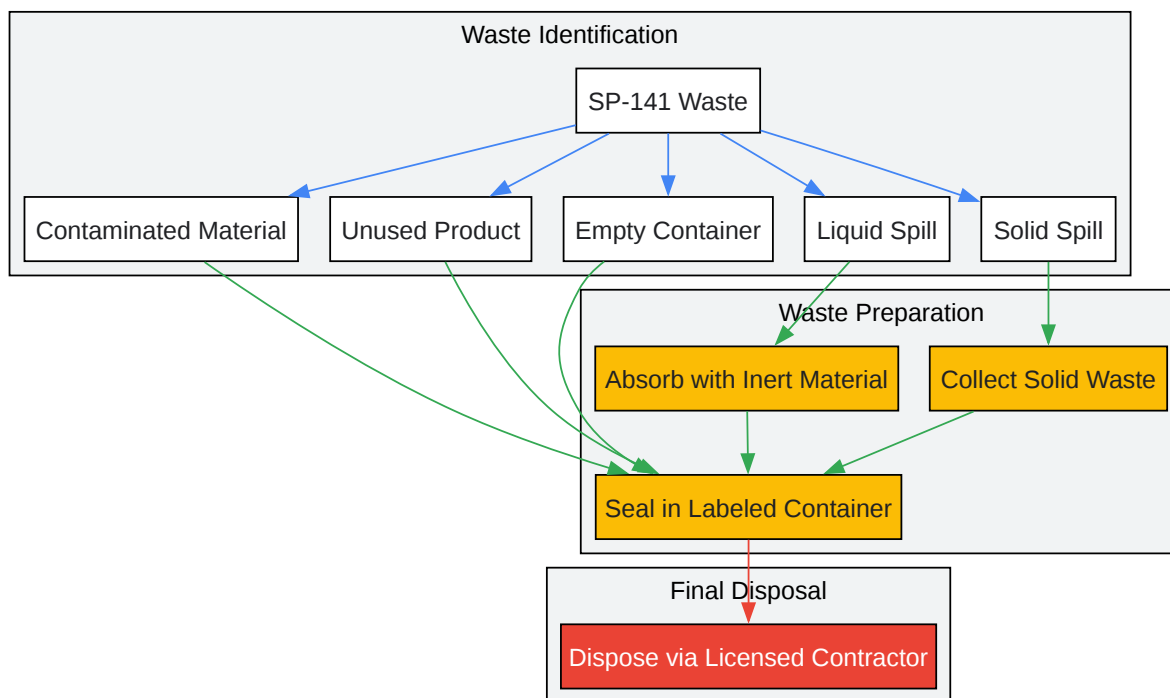 Waste Identification
SP-141 Waste
Contaminated Material
Unused Product
Empty Container
Liquid Spill
Solid Spill
Waste Preparation
Absorb with Inert Material
Collect Solid Waste
Seal in Labeled Container
Final Disposal
Dispose via Licensed Contractor